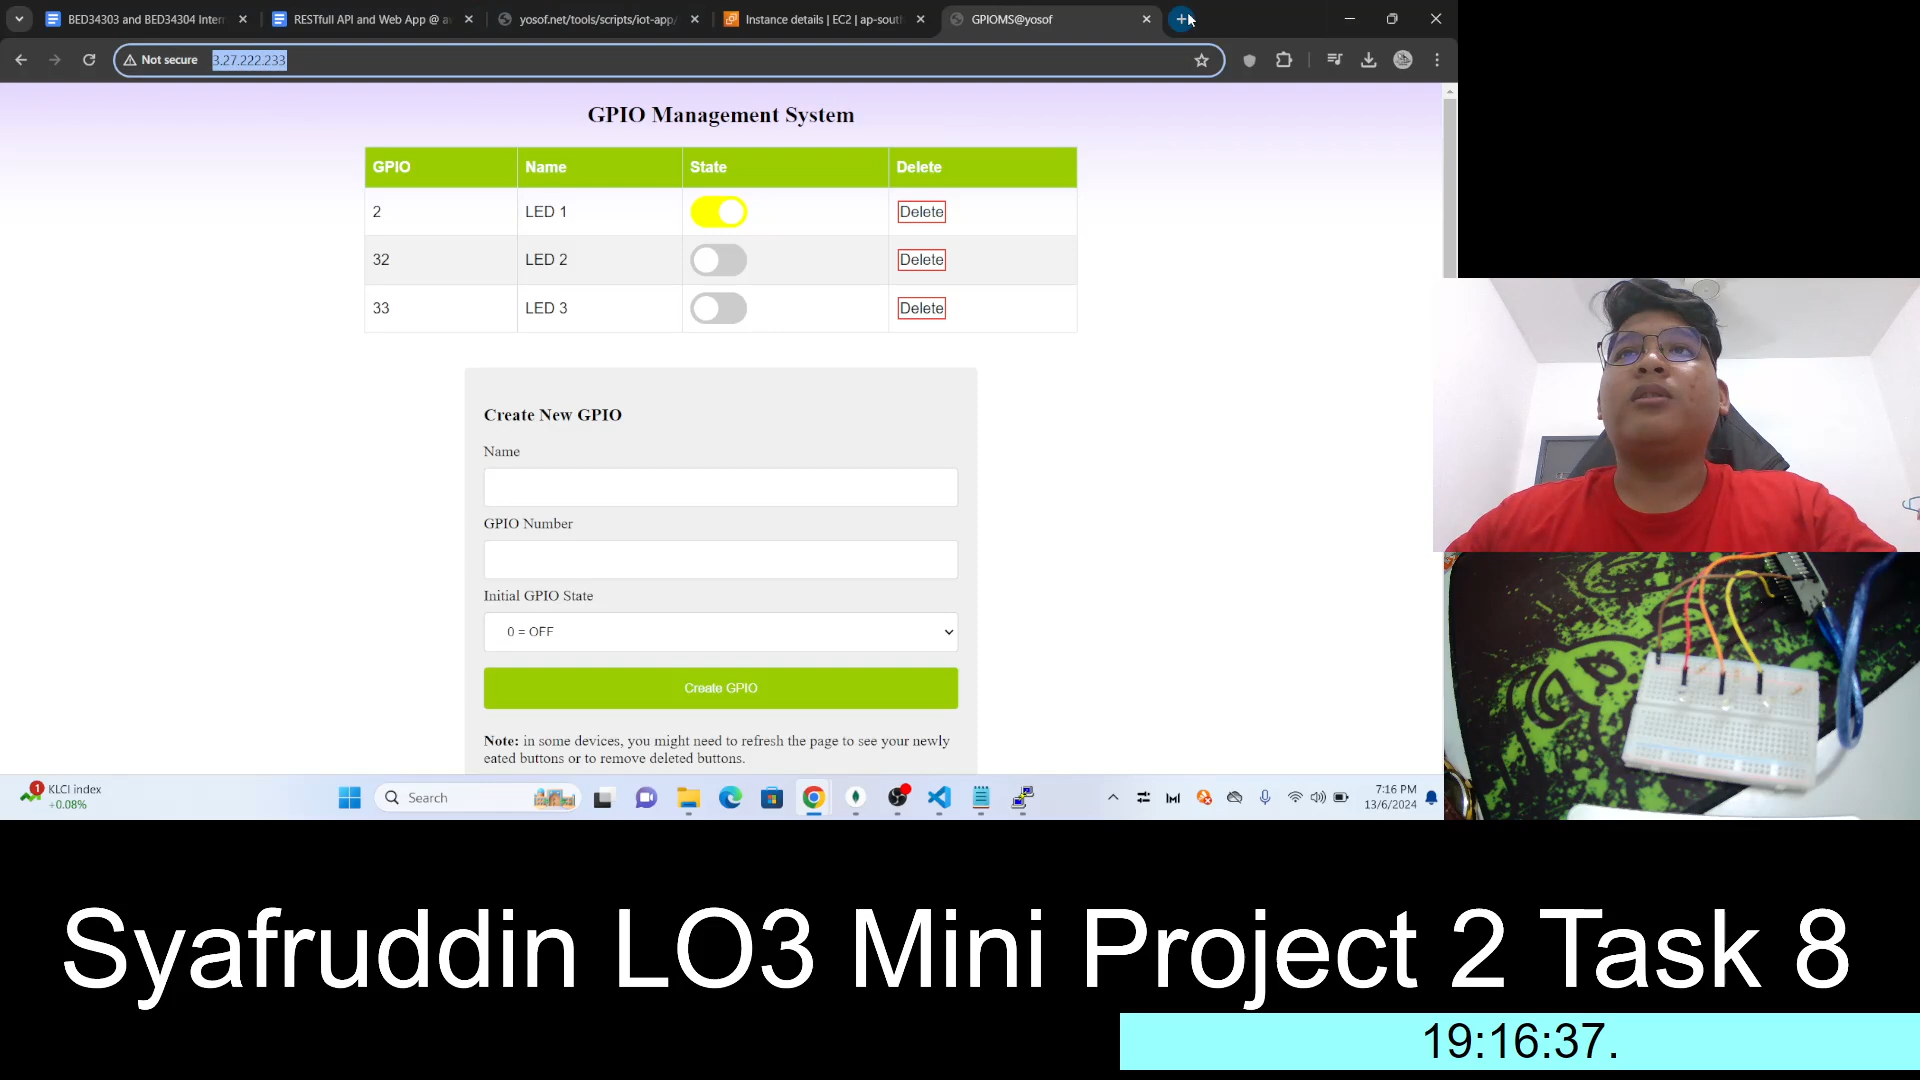 BED34303 and BED34304 Intern
RESTfull API and Web App @ a
yosof.net/tools/scripts/iot-app/
Instance details | EC2 | ap-sout
GPIOMS@yosof
Not secure
3.27.222.233
GPIO Management System
GPIO Name State Delete
2 LED 1 Delete
32 LED 2 Delete
33 LED 3 Delete
Create New GPIO
Name
GPIO Number
Initial GPIO State
0 = OFF
Create GPIO
Note: in some devices, you might need to refresh the page to see your newly
eated buttons or to remove deleted buttons.
1
KLCI index
+0.08%
Search
7:16 PM
13/6/2024
Syafruddin LO3 Mini Project 2 Task 8
19:16:37.